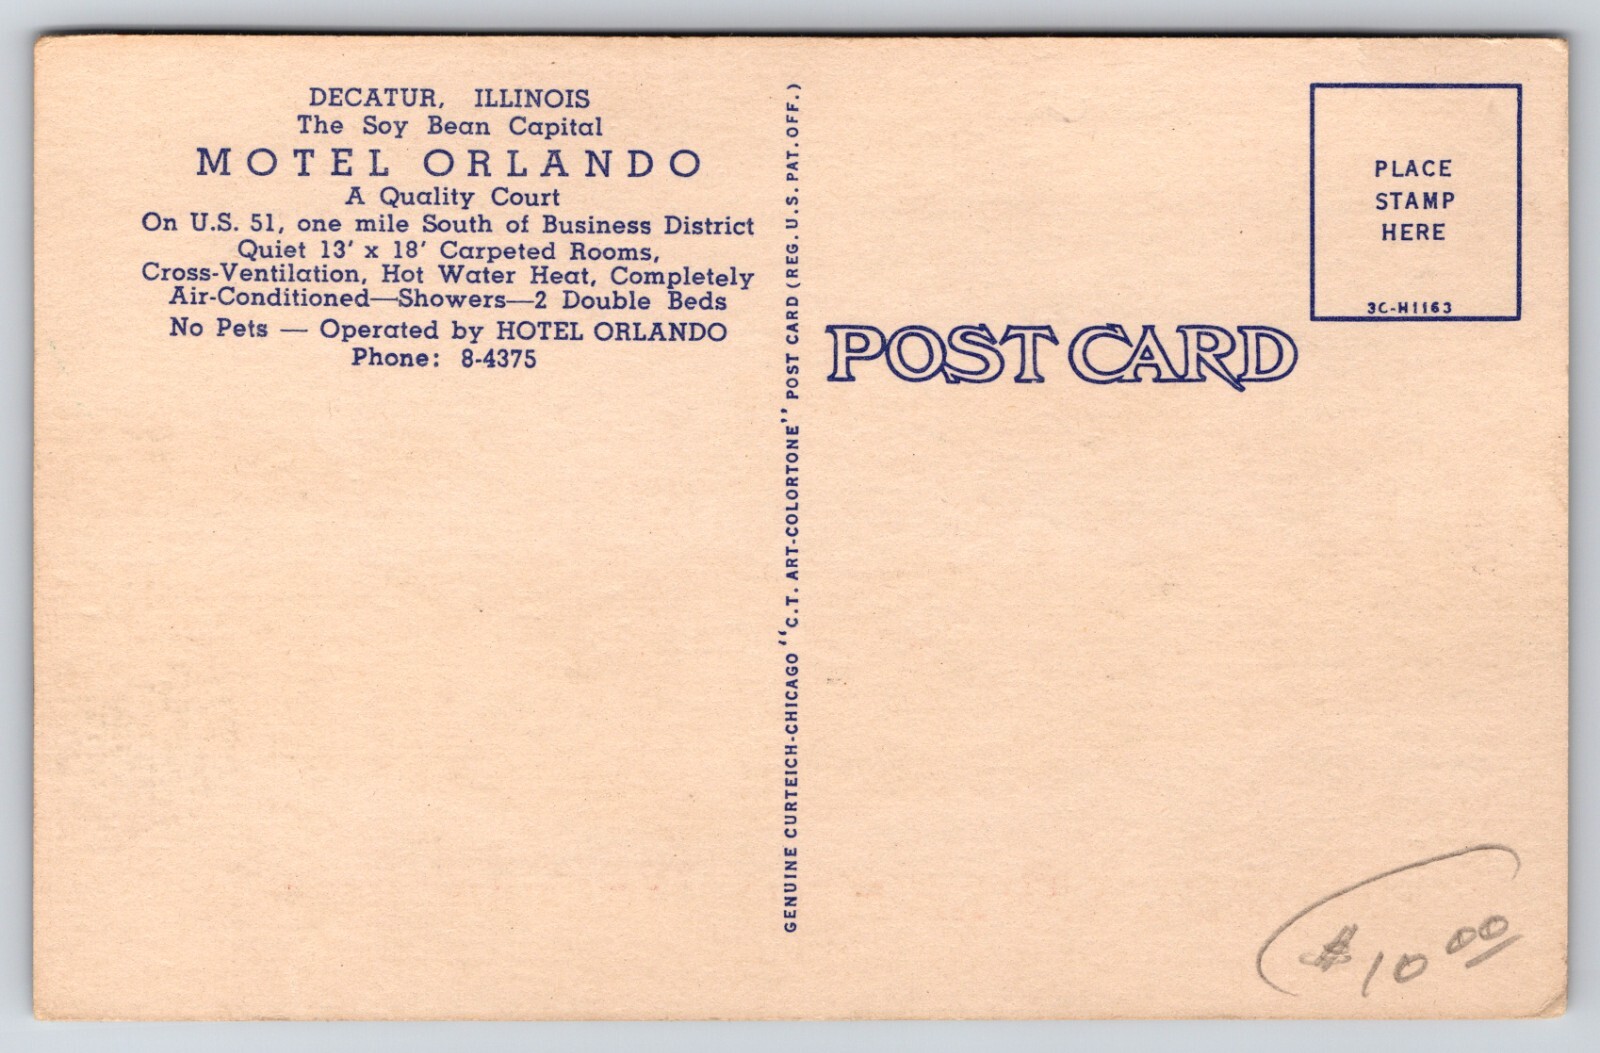 DECATUR, ILLINOIS
The Soy Bean Capital
MOTEL ORLANDO
A Quality Court
On U.S. 51, one mile South of Business District
Quiet 13' x 18' Carpeted Rooms,
Cross-Ventilation, Hot Water Heat, Completely
Air-Conditioned—Showers—2 Double Beds
No Pets — Operated by HOTEL ORLANDO
Phone: 8-4375
GENUINE CURTEICH-CHICAGO "C.T. ART-COLORTONE" POST CARD (REG. U.S. PAT. OFF.)
PLACE
STAMP
HERE
3C-H1163
POST CARD
$10 00